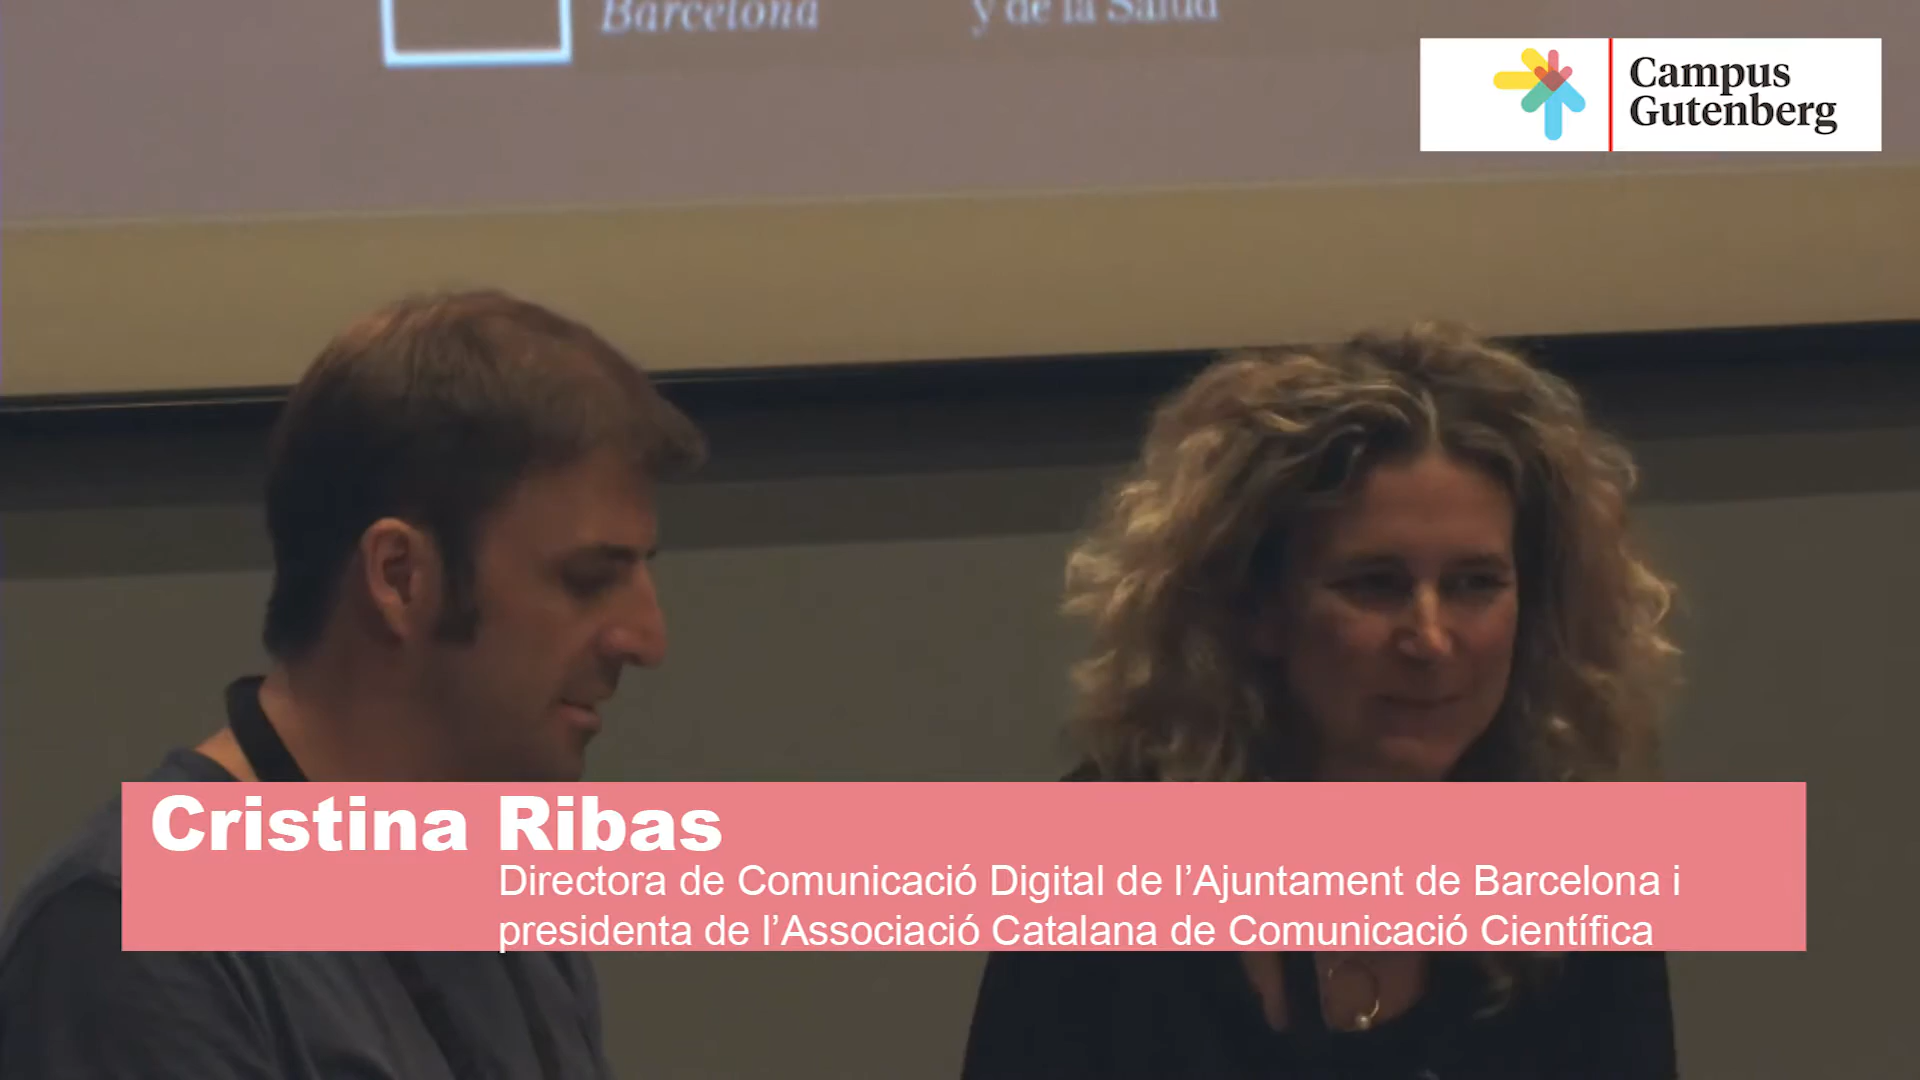 Barcelona
y de la Salud
Campus
Gutenberg
Cristina Ribas
Directora de Comunicació Digital de l’Ajuntament de Barcelona i
presidenta de l’Associació Catalana de Comunicació Científica